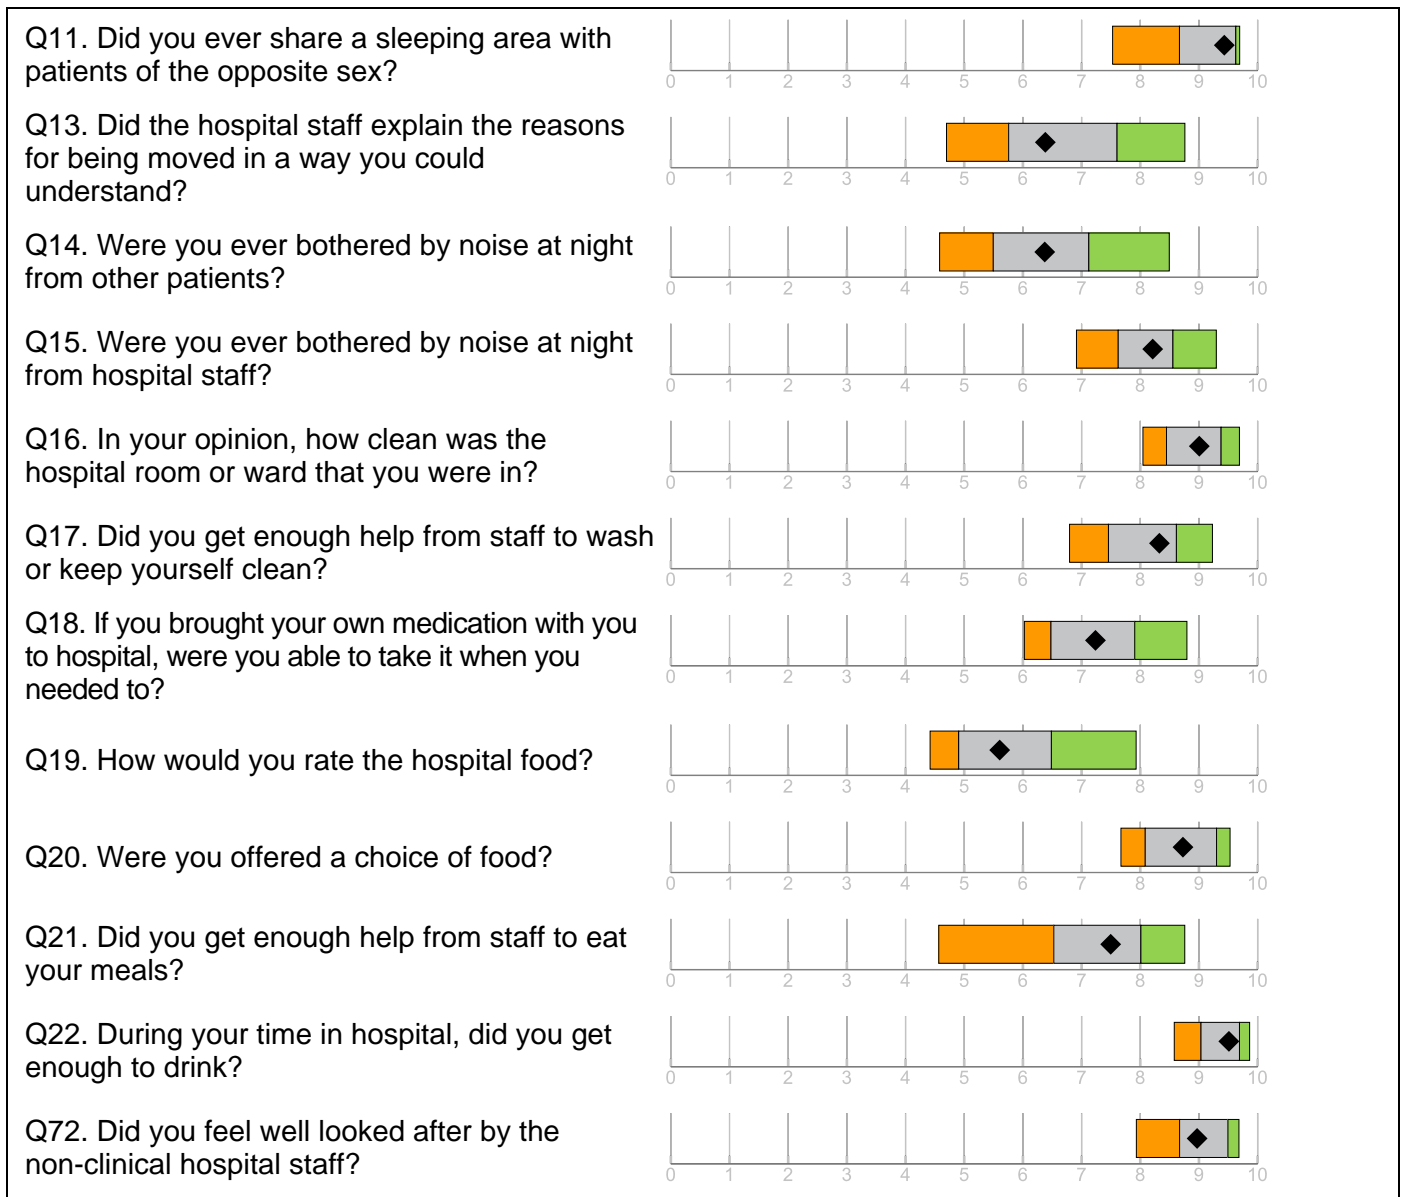 Q11. Did you ever share a sleeping area with
patients of the opposite sex?
0 1 2 3 4 5 6 7 8 9 10
Q13. Did the hospital staff explain the reasons
for being moved in a way you could
understand?
0 1 2 3 4 5 6 7 8 9 10
Q14. Were you ever bothered by noise at night
from other patients?
0 1 2 3 4 5 6 7 8 9 10
Q15. Were you ever bothered by noise at night
from hospital staff?
0 1 2 3 4 5 6 7 8 9 10
Q16. In your opinion, how clean was the
hospital room or ward that you were in?
0 1 2 3 4 5 6 7 8 9 10
Q17. Did you get enough help from staff to wash
or keep yourself clean?
0 1 2 3 4 5 6 7 8 9 10
Q18. If you brought your own medication with you
to hospital, were you able to take it when you
needed to?
0 1 2 3 4 5 6 7 8 9 10
Q19. How would you rate the hospital food?
0 1 2 3 4 5 6 7 8 9 10
Q20. Were you offered a choice of food?
0 1 2 3 4 5 6 7 8 9 10
Q21. Did you get enough help from staff to eat
your meals?
0 1 2 3 4 5 6 7 8 9 10
Q22. During your time in hospital, did you get
enough to drink?
0 1 2 3 4 5 6 7 8 9 10
Q72. Did you feel well looked after by the
non-clinical hospital staff?
0 1 2 3 4 5 6 7 8 9 10